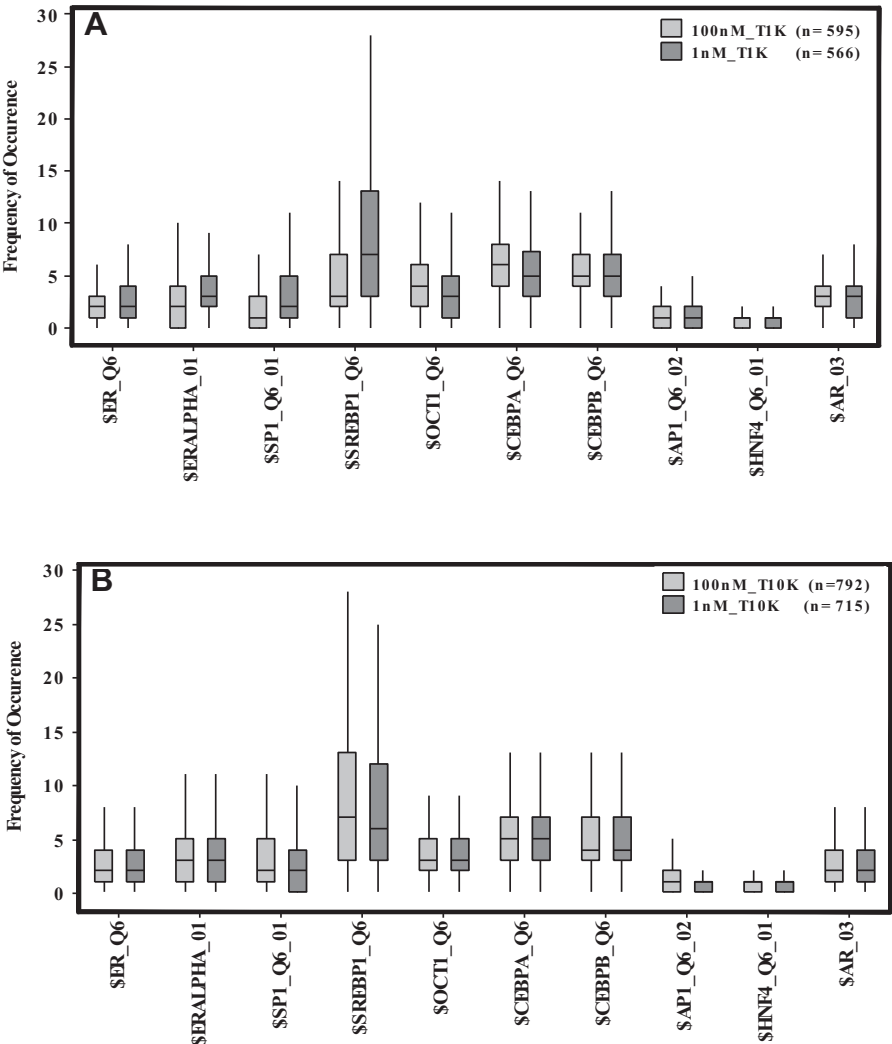 A
100nM_T1K (n= 595)
1nM_T1K (n= 566)
Frequency of Occurence
30
25
20
15
10
5
0
$ER_Q6
$ERALPHA_01
$SP1_Q6_01
$SREBP1_Q6
$OCT1_Q6
$CEBPA_Q6
$CEBPB_Q6
$AP1_Q6_02
$HNF4_Q6_01
$AR_03
B
100nM_T10K (n=792)
1nM_T10K (n= 715)
Frequency of Occurence
30
25
20
15
10
5
0
$ER_Q6
$ERALPHA_01
$SP1_Q6_01
$SREBP1_Q6
$OCT1_Q6
$CEBPA_Q6
$CEBPB_Q6
$AP1_Q6_02
$HNF4_Q6_01
$AR_03